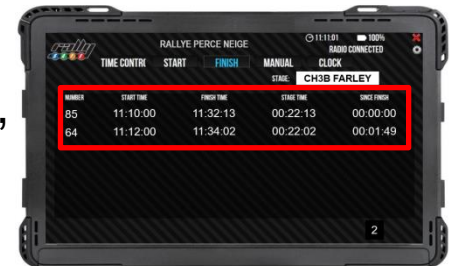 RALLYE PERCE NEIGE
11:11:01 100%
RADIO CONNECTED
rally
TIME CONTR( START FINISH MANUAL CLOCK
STAGE: CH3B FARLEY
NUMBER START TIME FINISH TIME STAGE TIME SINCE FINISH
85 11:10:00 11:32:13 00:22:13 00:00:00
64 11:12:00 11:34:02 00:22:02 00:01:49
,
2